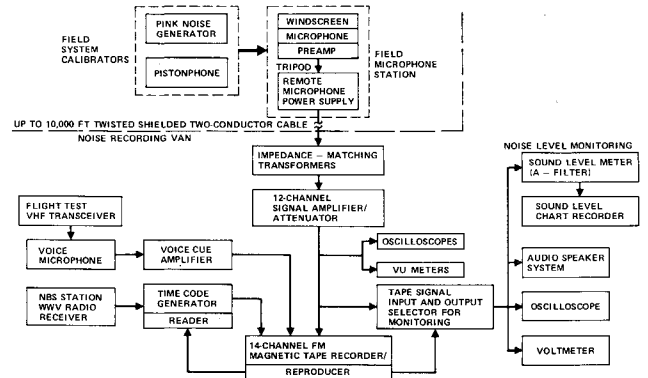 FIELD
SYSTEM
CALIBRATORS
PINK NOISE
GENERATOR
PISTONPHONE
WINDSCREEN
MICROPHONE
PREAMP
TRIPOD
REMOTE
MICROPHONE
POWER SUPPLY
FIELD
MICROPHONE
STATION
UP TO 10,000 FT TWISTED SHIELDED TWO-CONDUCTOR CABLE
NOISE RECORDING VAN
IMPEDANCE – MATCHING
TRANSFORMERS
12-CHANNEL
SIGNAL AMPLIFIER/
ATTENUATOR
FLIGHT TEST
VHF TRANSCEIVER
VOICE
MICROPHONE
VOICE CUE
AMPLIFIER
NBS STATION
WWV RADIO
RECEIVER
TIME CODE
GENERATOR
READER
OSCILLOSCOPES
VU METERS
TAPE SIGNAL
INPUT AND OUTPUT
SELECTOR FOR
MONITORING
14-CHANNEL FM
MAGNETIC TAPE RECORDER/
REPRODUCER
NOISE LEVEL MONITORING
SOUND LEVEL METER
(A – FILTER)
SOUND LEVEL
CHART RECORDER
AUDIO SPEAKER
SYSTEM
OSCILLOSCOPE
VOLTMETER